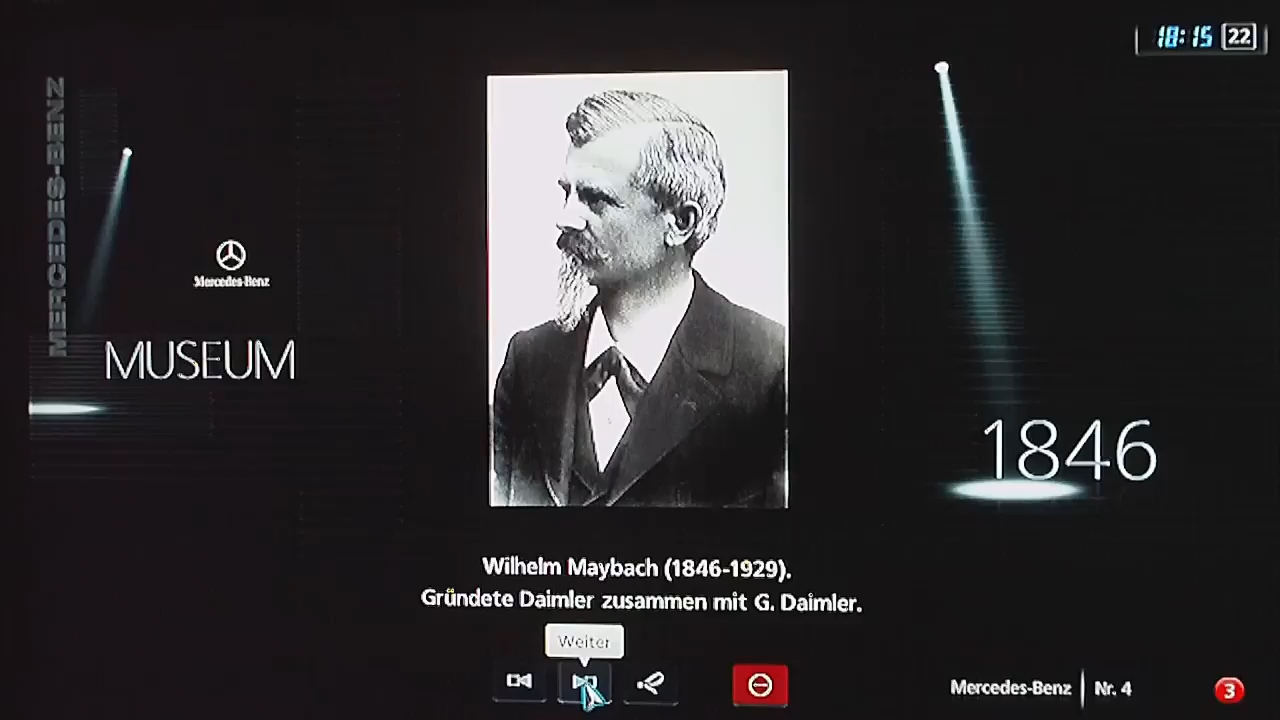 18:15 22
MERCEDES-BENZ
Mercedes-Benz
MUSEUM
1846
Wilhelm Maybach (1846-1929).
Gründete Daimler zusammen mit G. Daimler.
Weiter
Mercedes-Benz Nr. 4
3